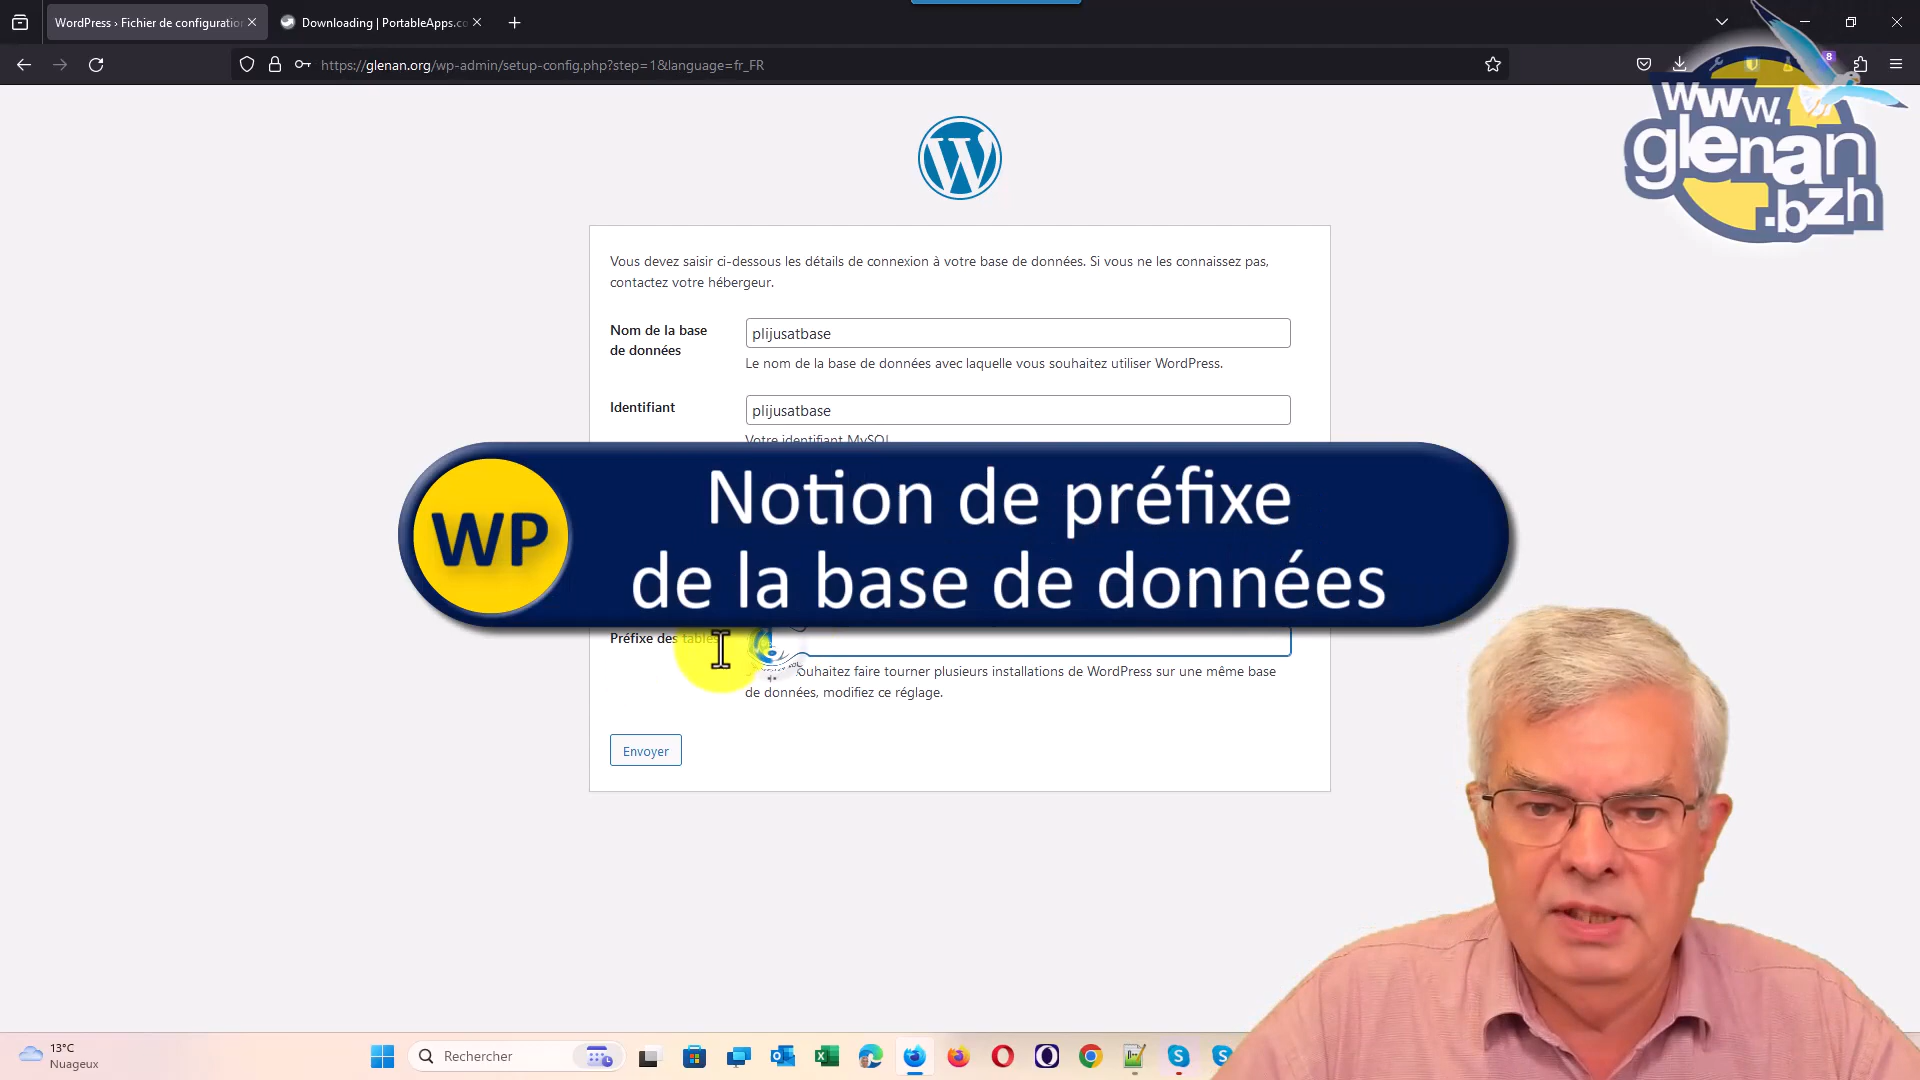 WordPress › Fichier de configuratio
Downloading | PortableApps.co
https://glenan.org/wp-admin/setup-config.php?step=1&language=fr_FR
8
www.
glenan
.bzh
Vous devez saisir ci-dessous les détails de connexion à votre base de données. Si vous ne les connaissez pas,
contactez votre hébergeur.
Nom de la base
de données
plijusatbase
Le nom de la base de données avec laquelle vous souhaitez utiliser WordPress.
Identifiant
plijusatbase
Votre identifiant MySQL
WP
Notion de préfixe
de la base de données
Préfixe des tables
souhaitez faire tourner plusieurs installations de WordPress sur une même base
de données, modifiez ce réglage.
Envoyer
13°C
Nuageux
Rechercher